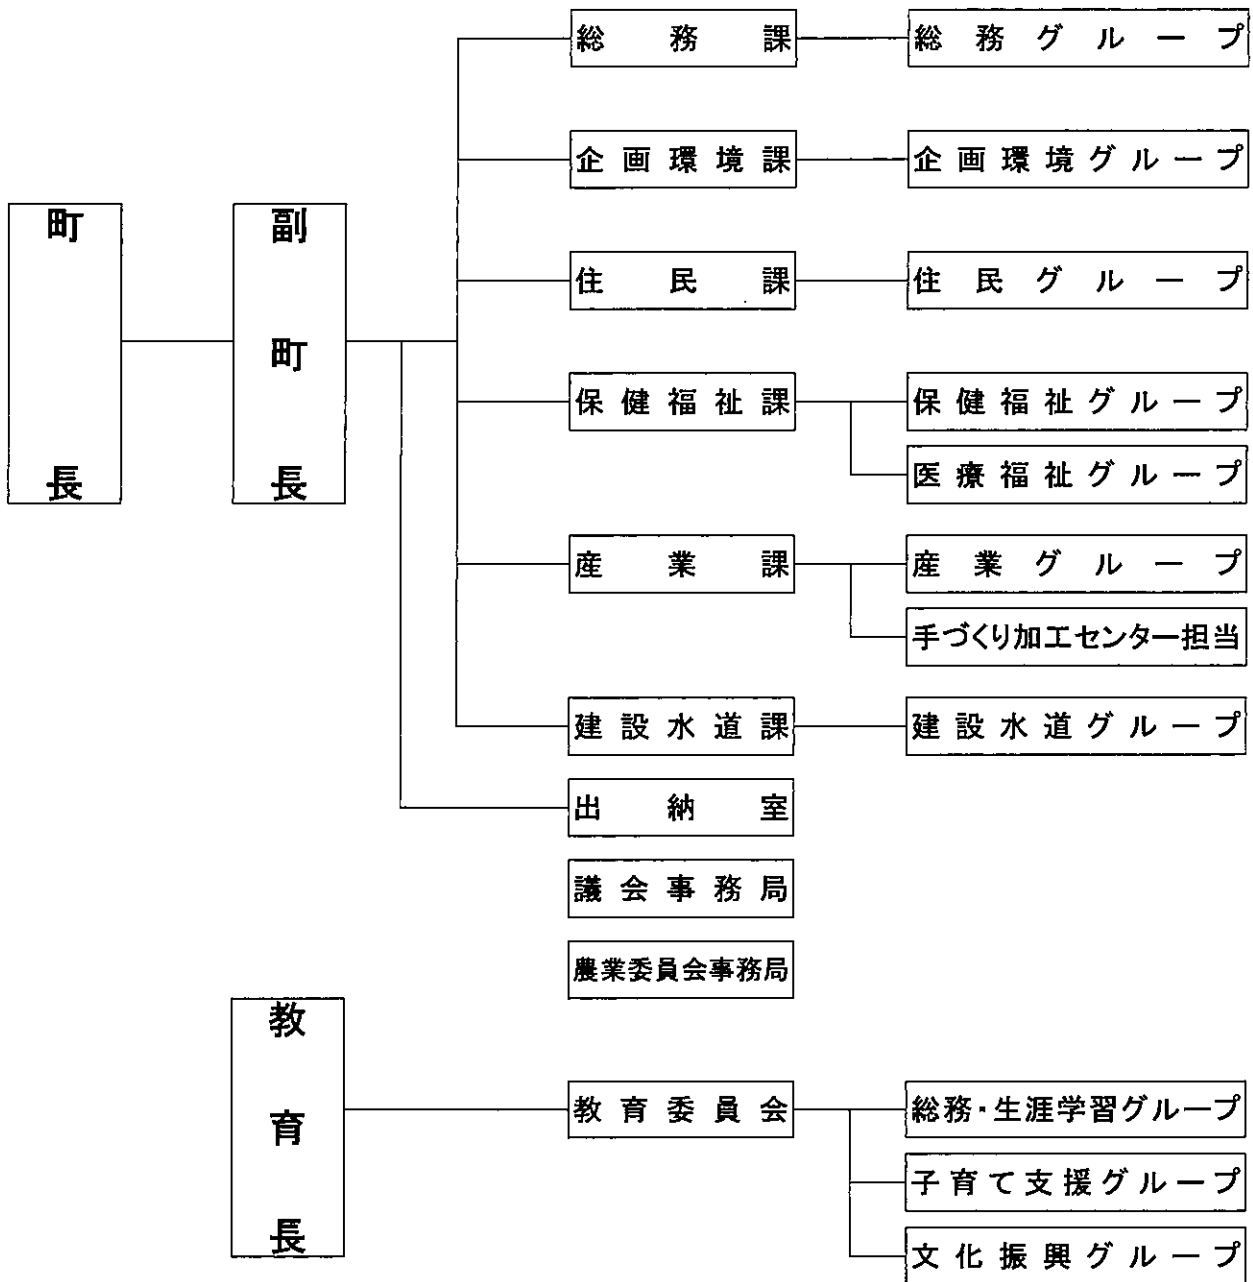 総務課 総務グループ
企画環境課 企画環境グループ
町長
副町長
住民課 住民グループ
保健福祉課 保健福祉グループ
医療福祉グループ
産業課 産業グループ
手づくり加工センター担当
建設水道課 建設水道グループ
出納室
議会事務局
農業委員会事務局
教育長
教育委員会 総務・生涯学習グループ
子育て支援グループ
文化振興グループ